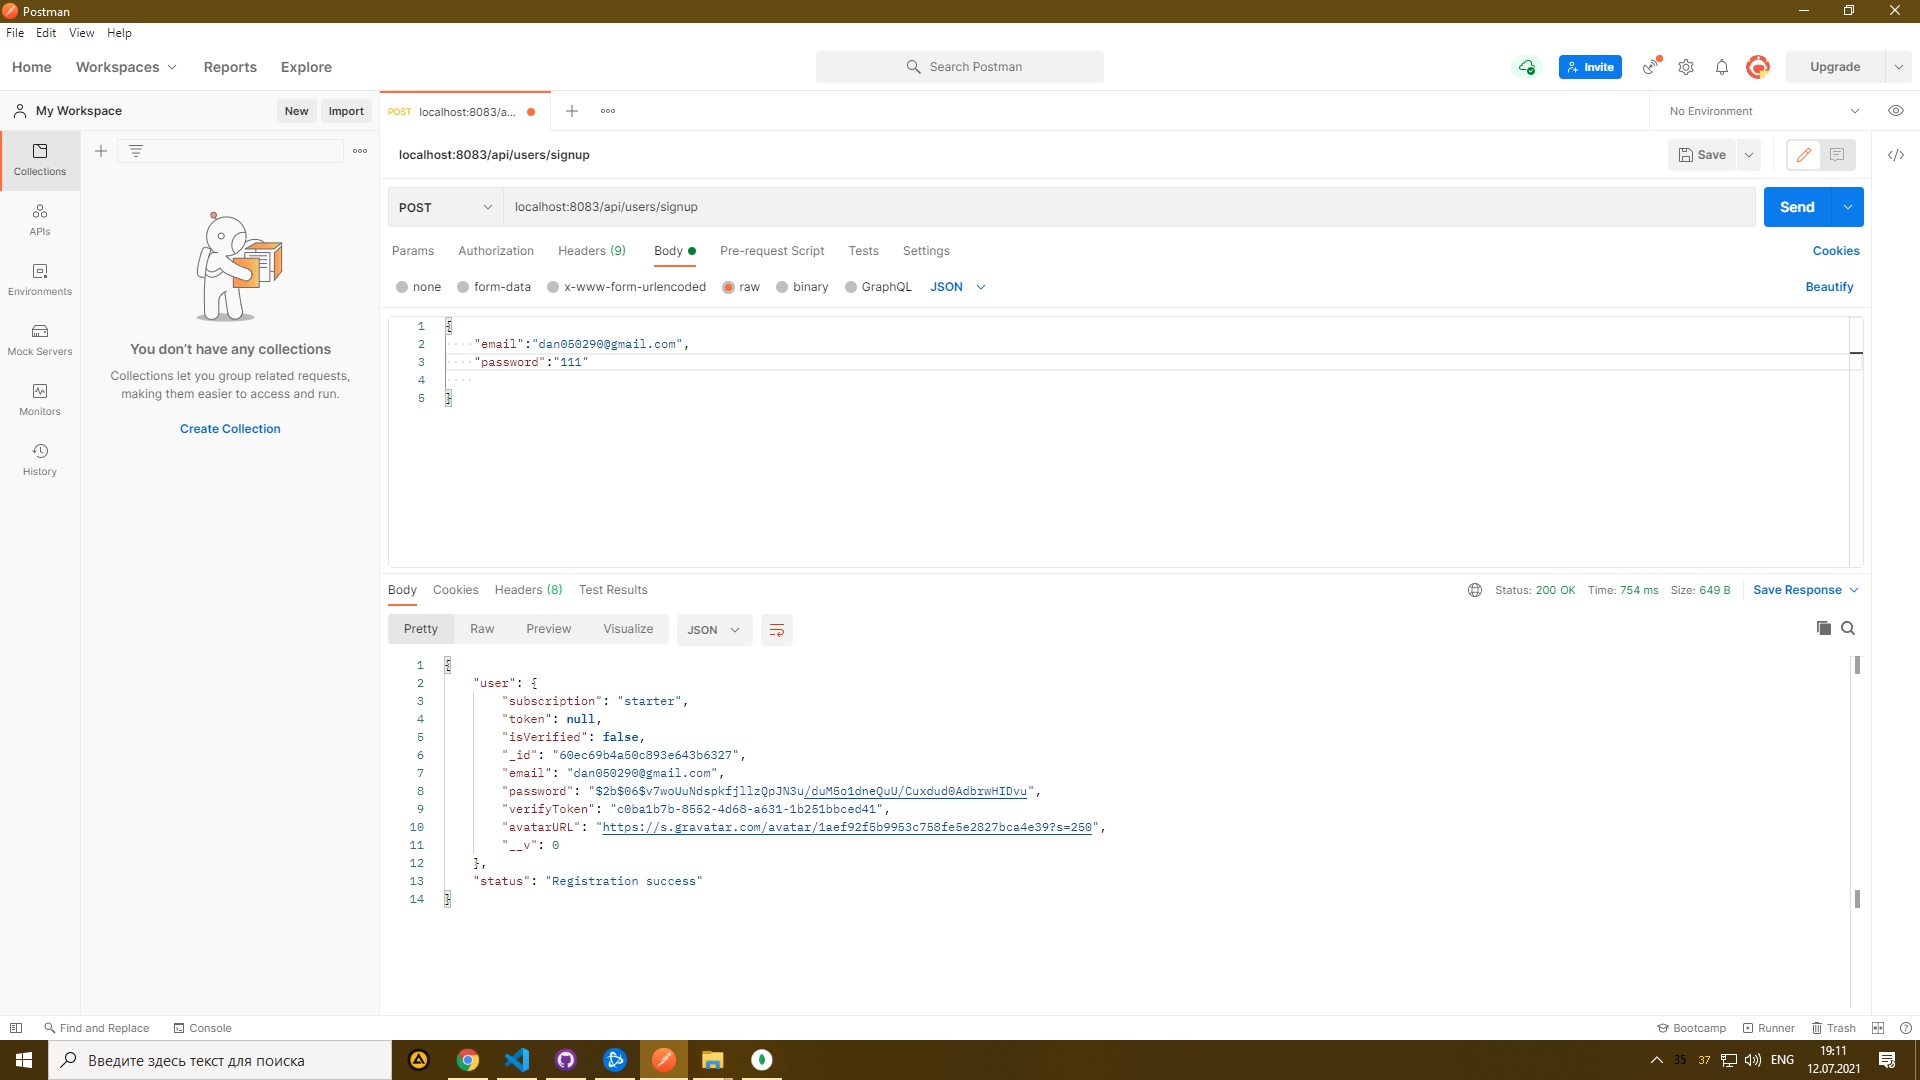 Postman
File Edit View Help
Home Workspaces Reports Explore
Search Postman
Invite
Upgrade
My Workspace
New Import
POST localhost:8083/a...
No Environment
Collections
localhost:8083/api/users/signup
Save
APIs
POST localhost:8083/api/users/signup
Send
Params Authorization Headers (9) Body Pre-request Script Tests Settings
Cookies
Environments
none form-data x-www-form-urlencoded raw binary GraphQL JSON
Beautify
Mock Servers
You don't have any collections
Collections let you group related requests,
making them easier to access and run.
Create Collection
Monitors
History
1 {
2 "email":"dan050290@gmail.com",
3 "password":"111"
4
5 }
Body Cookies Headers (8) Test Results
Status: 200 OK Time: 754 ms Size: 649 B Save Response
Pretty Raw Preview Visualize JSON
1 {
2 "user": {
3 "subscription": "starter",
4 "token": null,
5 "isVerified": false,
6 "_id": "60ec69b4a50c893e643b6327",
7 "email": "dan050290@gmail.com",
8 "password": "$2b$06$v7woUuNdspkfjllzQpJN3u/duM5o1dneQuU/Cuxdud0AdbrwHIDvu",
9 "verifyToken": "c0ba1b7b-8552-4d68-a631-1b251bbced41",
10 "avatarURL": "https://s.gravatar.com/avatar/1aef92f5b9953c758fe5e2827bca4e39?s=250",
11 "__v": 0
12 },
13 "status": "Registration success"
14 }
Find and Replace Console
Bootcamp Runner Trash
Введите здесь текст для поиска
35 37 ENG
19:11
12.07.2021